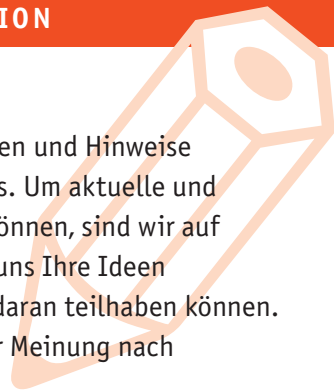 ION
en und Hinweise
s. Um aktuelle und
önnen, sind wir auf
uns Ihre Ideen
daran teilhaben können.
r Meinung nach